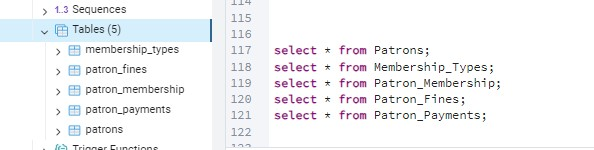 1..3 Sequences
Tables (5)
membership_types
patron_fines
patron_membership
patron_payments
patrons
Trigger Functions
114
115
116
117 select * from Patrons;
118 select * from Membership_Types;
119 select * from Patron_Membership;
120 select * from Patron_Fines;
121 select * from Patron_Payments;
122